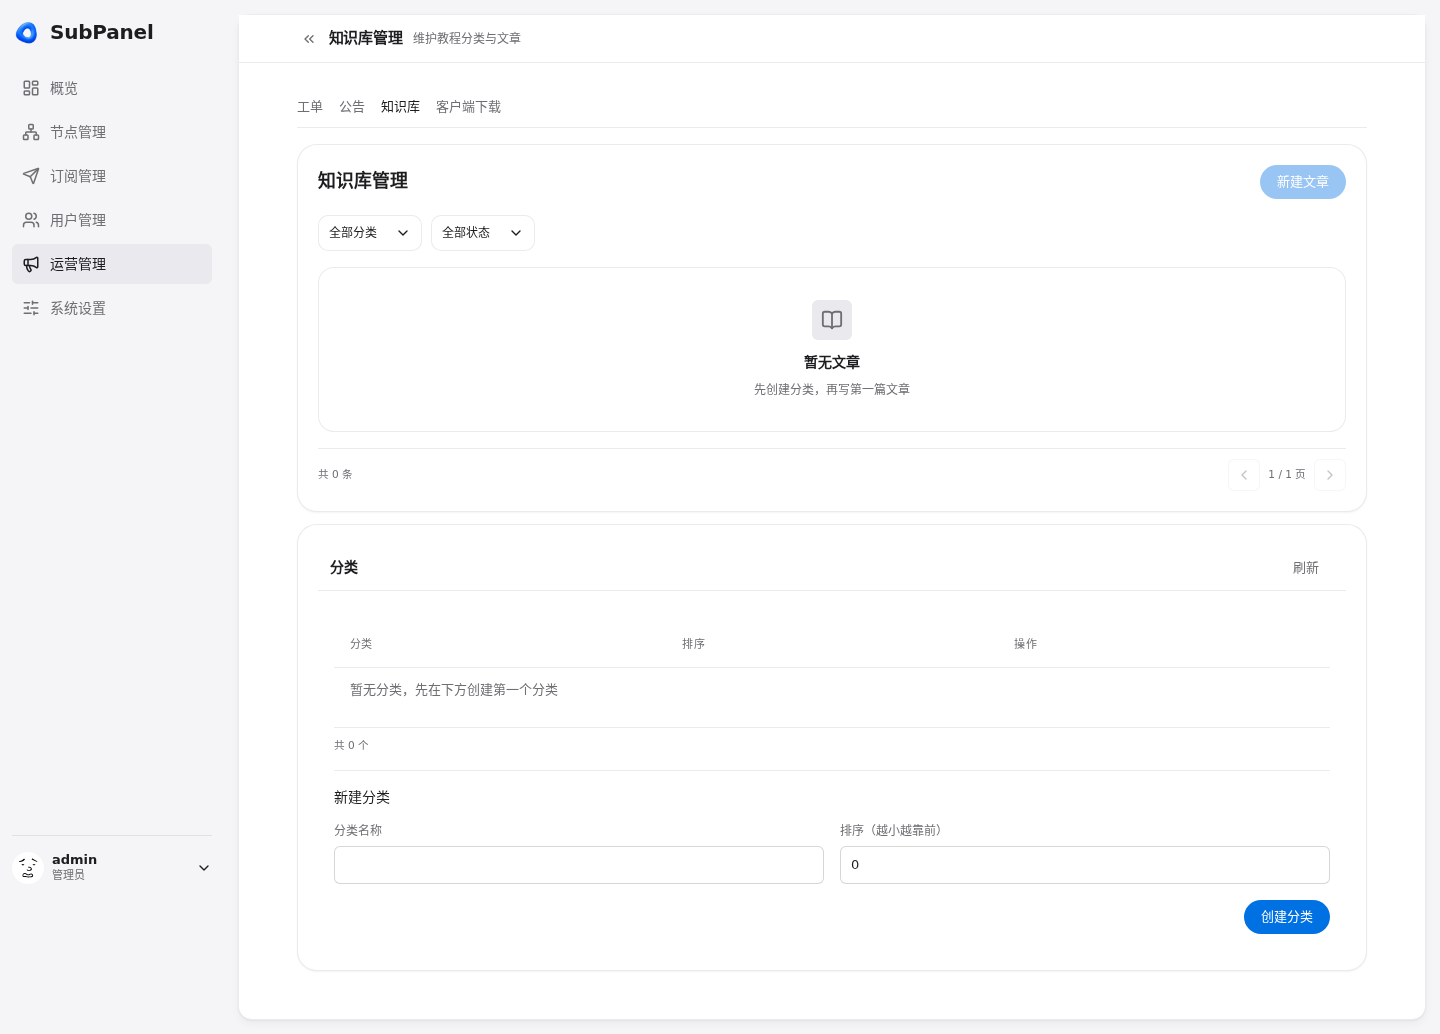 SubPanel
概览
节点管理
订阅管理
用户管理
运营管理
系统设置
admin
管理员
知识库管理 维护教程分类与文章
工单 公告 知识库 客户端下载
知识库管理
新建文章
全部分类 全部状态
暂无文章
先创建分类，再写第一篇文章
共 0 条
1 / 1 页
分类
刷新
分类 排序 操作
暂无分类，先在下方创建第一个分类
共 0 个
新建分类
分类名称 排序（越小越靠前）
0
创建分类